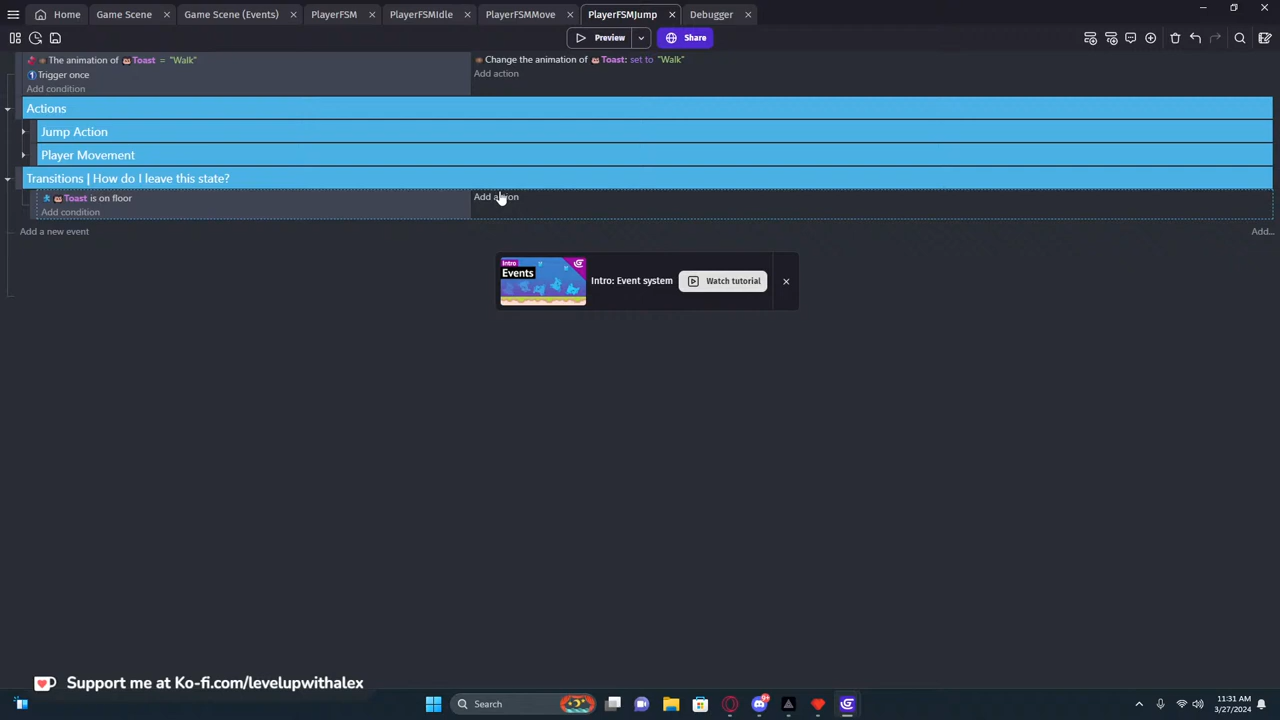 Home
Game Scene
Game Scene (Events)
PlayerFSM
PlayerFSMIdle
PlayerFSMMove
PlayerFSMJump
Debugger
Preview
Share
The animation of Toast = "Walk"
Change the animation of Toast: set to "Walk"
Trigger once
Add action
Add condition
Actions
Jump Action
Player Movement
Transitions | How do I leave this state?
Toast is on floor
Add action
Add condition
Add a new event
Add...
Intro
Events
Intro: Event system
Watch tutorial
Support me at Ko-fi.com/levelupwithalex
Search
9+
11:31 AM
3/27/2024